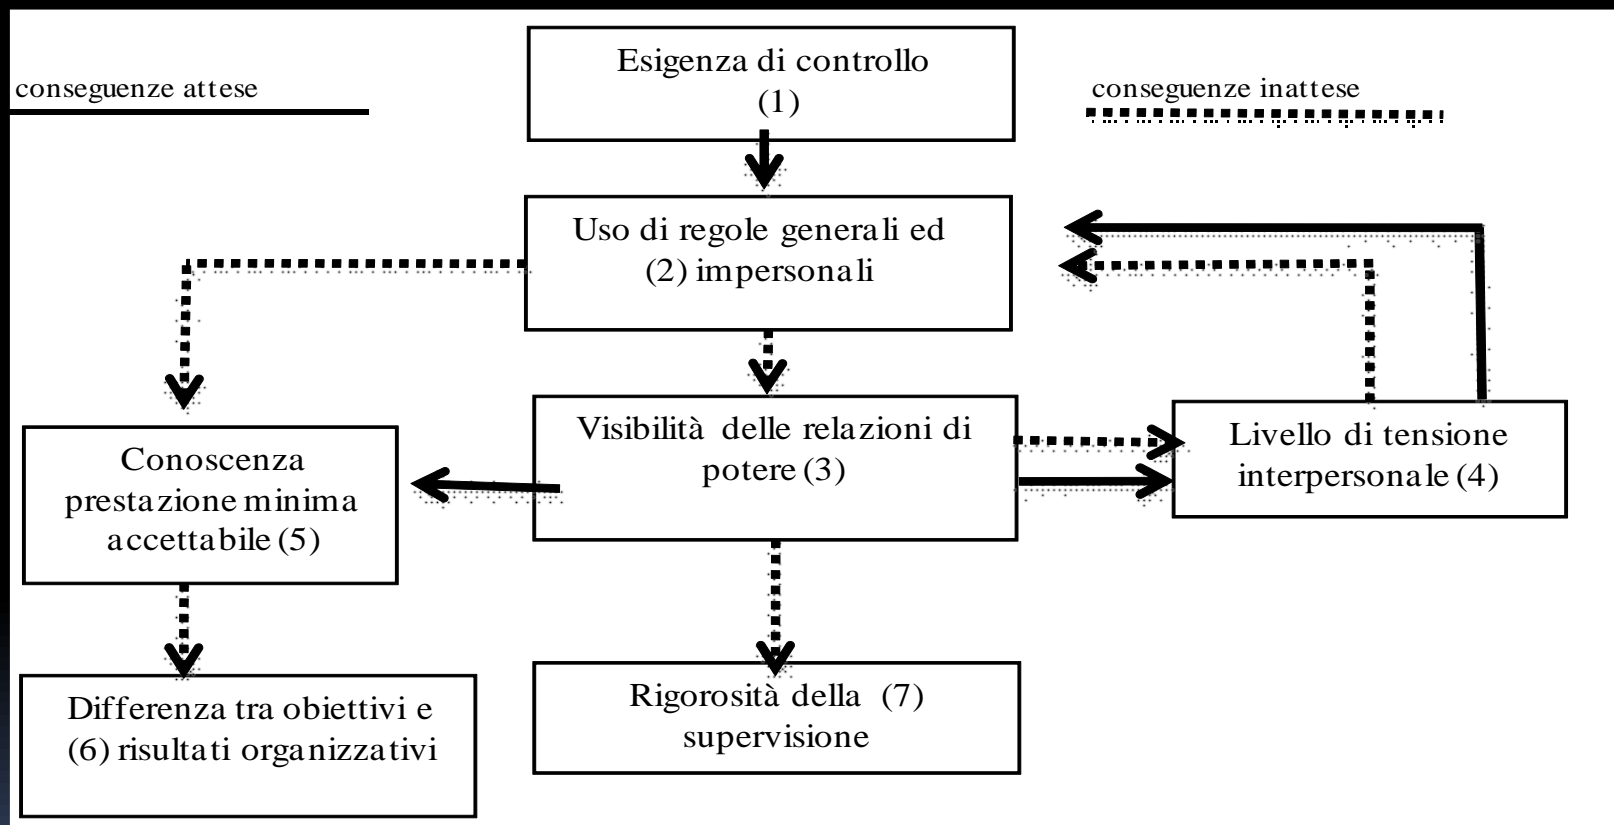 Esigenza di controllo
(1)
conseguenze attese
conseguenze inattese
Uso di regole generali ed
(2) impersonali
Visibilità delle relazioni di
potere (3)
Livello di tensione
interpersonale (4)
Conoscenza
prestazione minima
accettabile (5)
Differenza tra obiettivi e
(6) risultati organizzativi
Rigorosità della (7)
supervisione